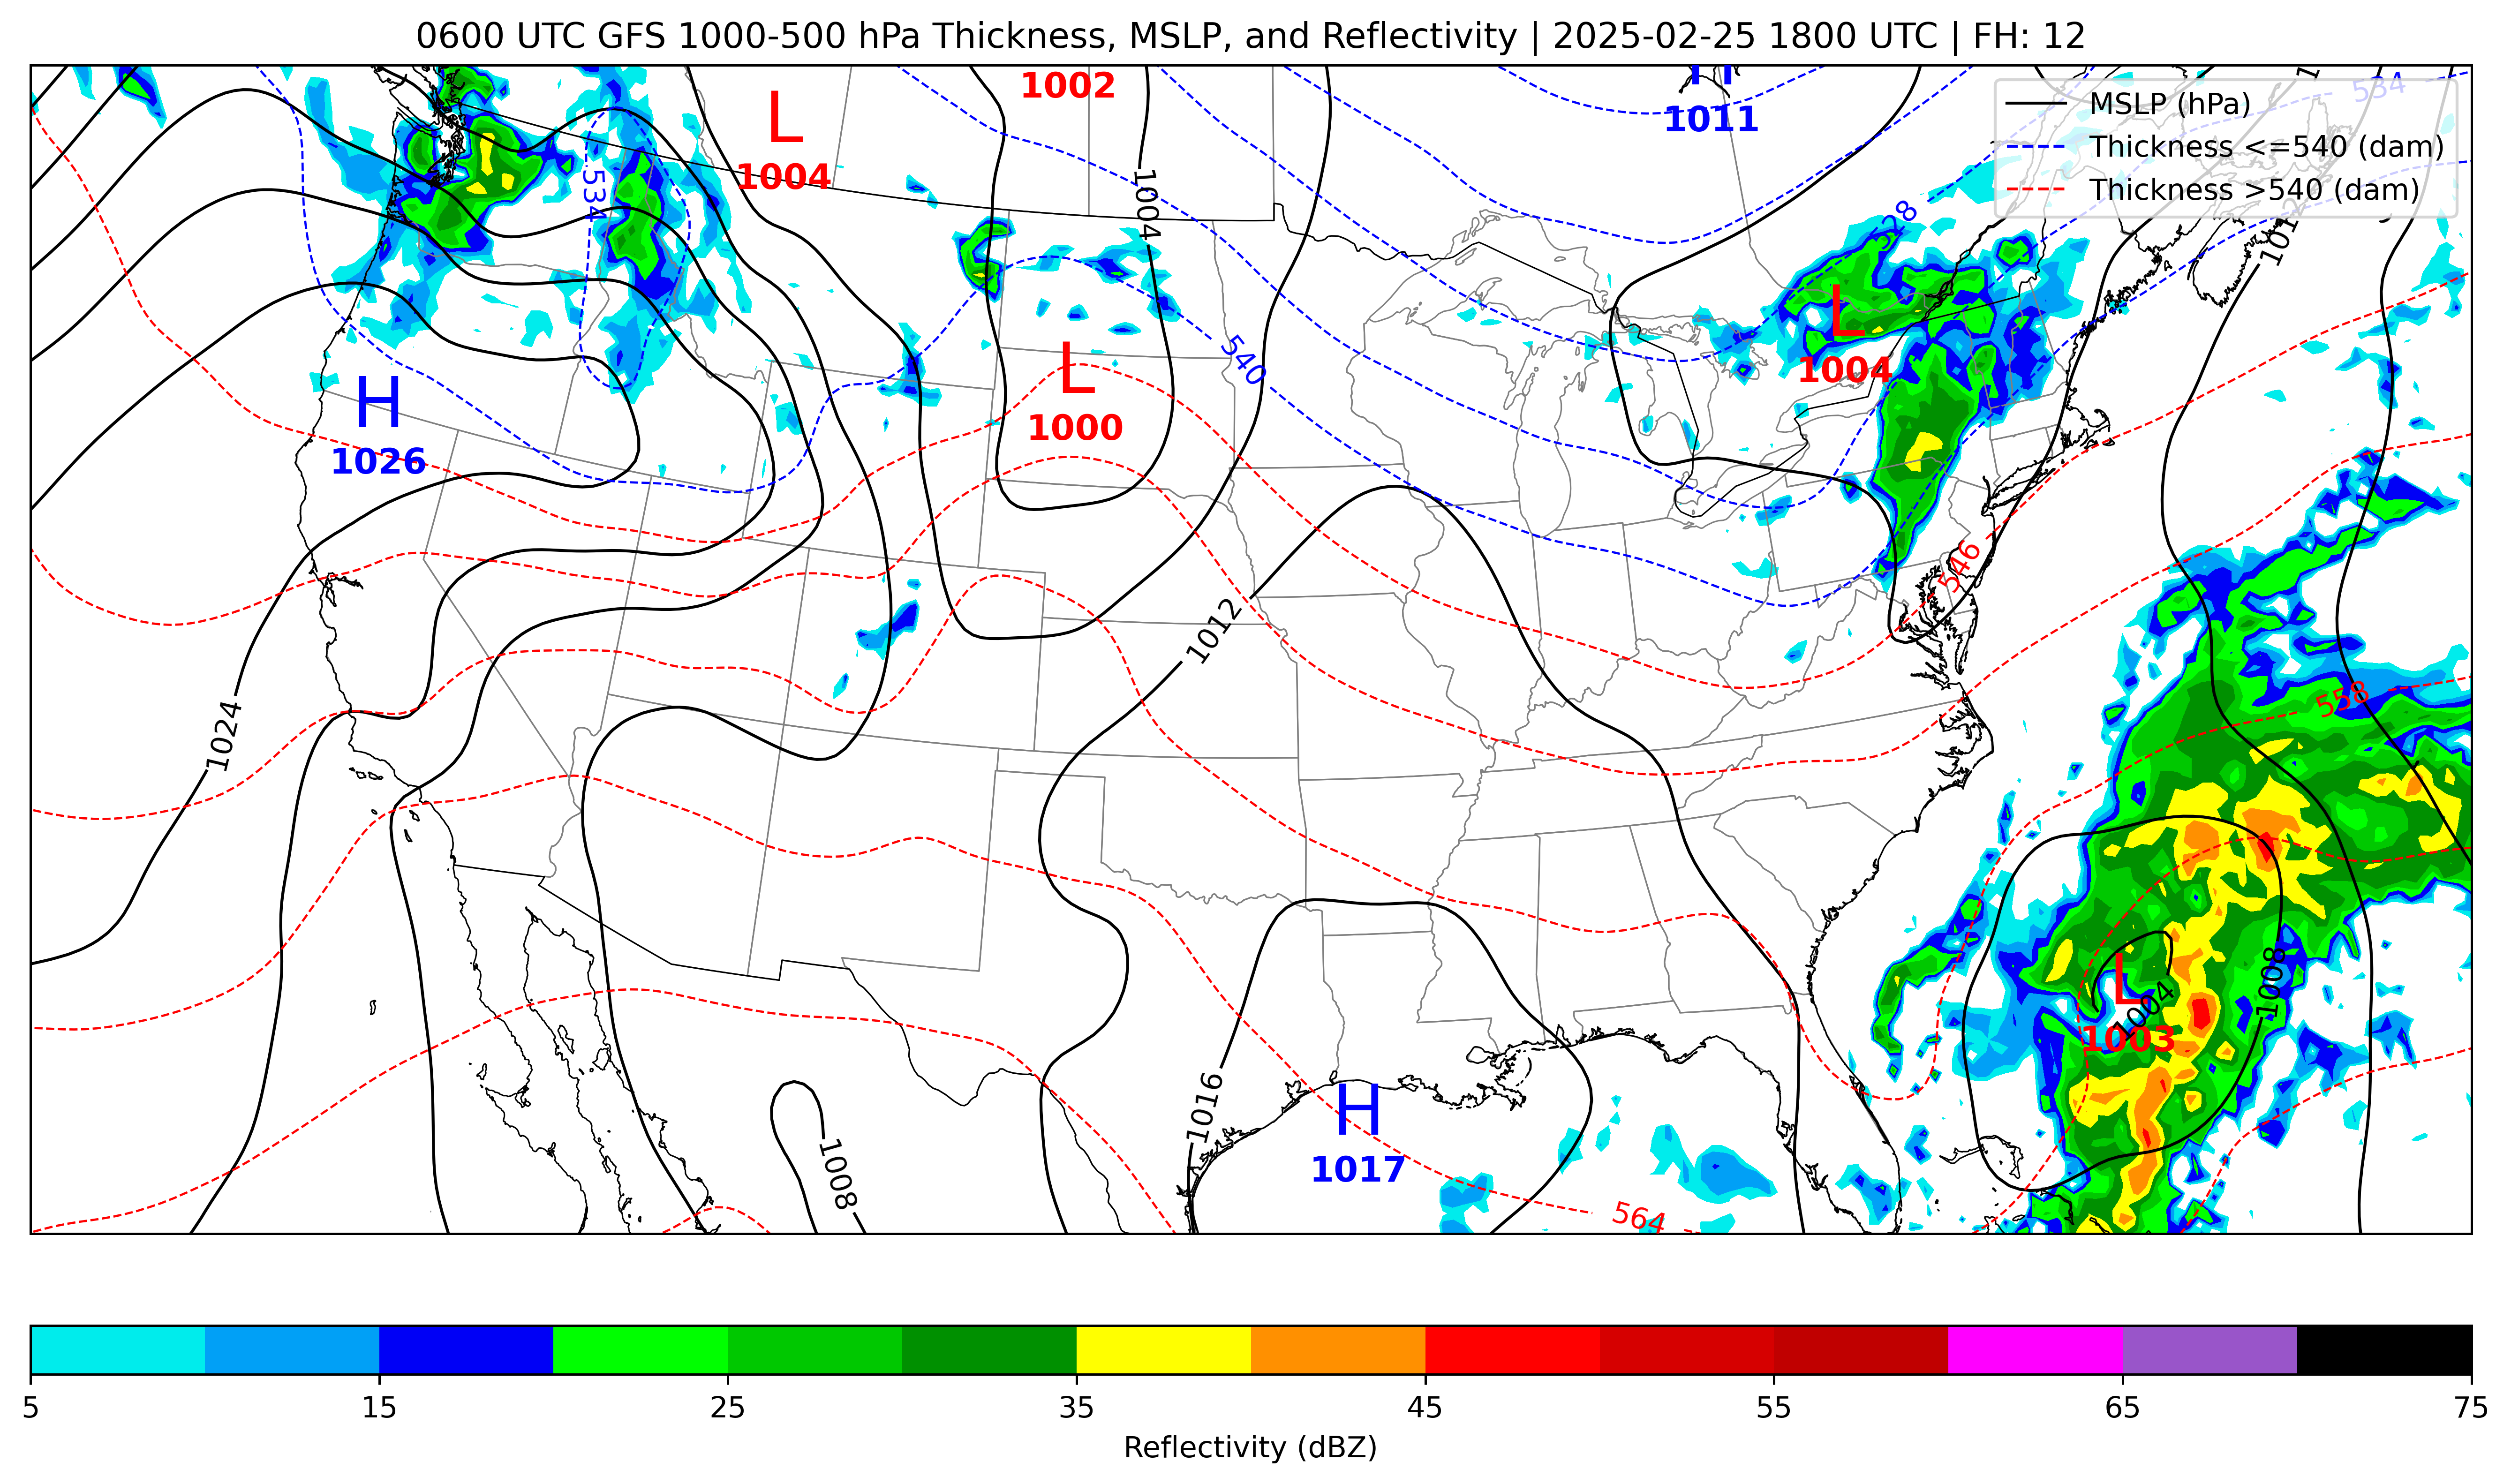 0600 UTC GFS 1000-500 hPa Thickness, MSLP, and Reflectivity | 2025-02-25 1800 UTC | FH: 12
MSLP (hPa)
Thickness <=540 (dam)
Thickness >540 (dam)
534
1002
H
1011
L
1004
534
1004
528
1012
L
1004
540
L
1000
H
1026
546
1012
1024
558
L
1003
1004
1008
1016
H
1017
1008
564
5 15 25 35 45 55 65 75
Reflectivity (dBZ)